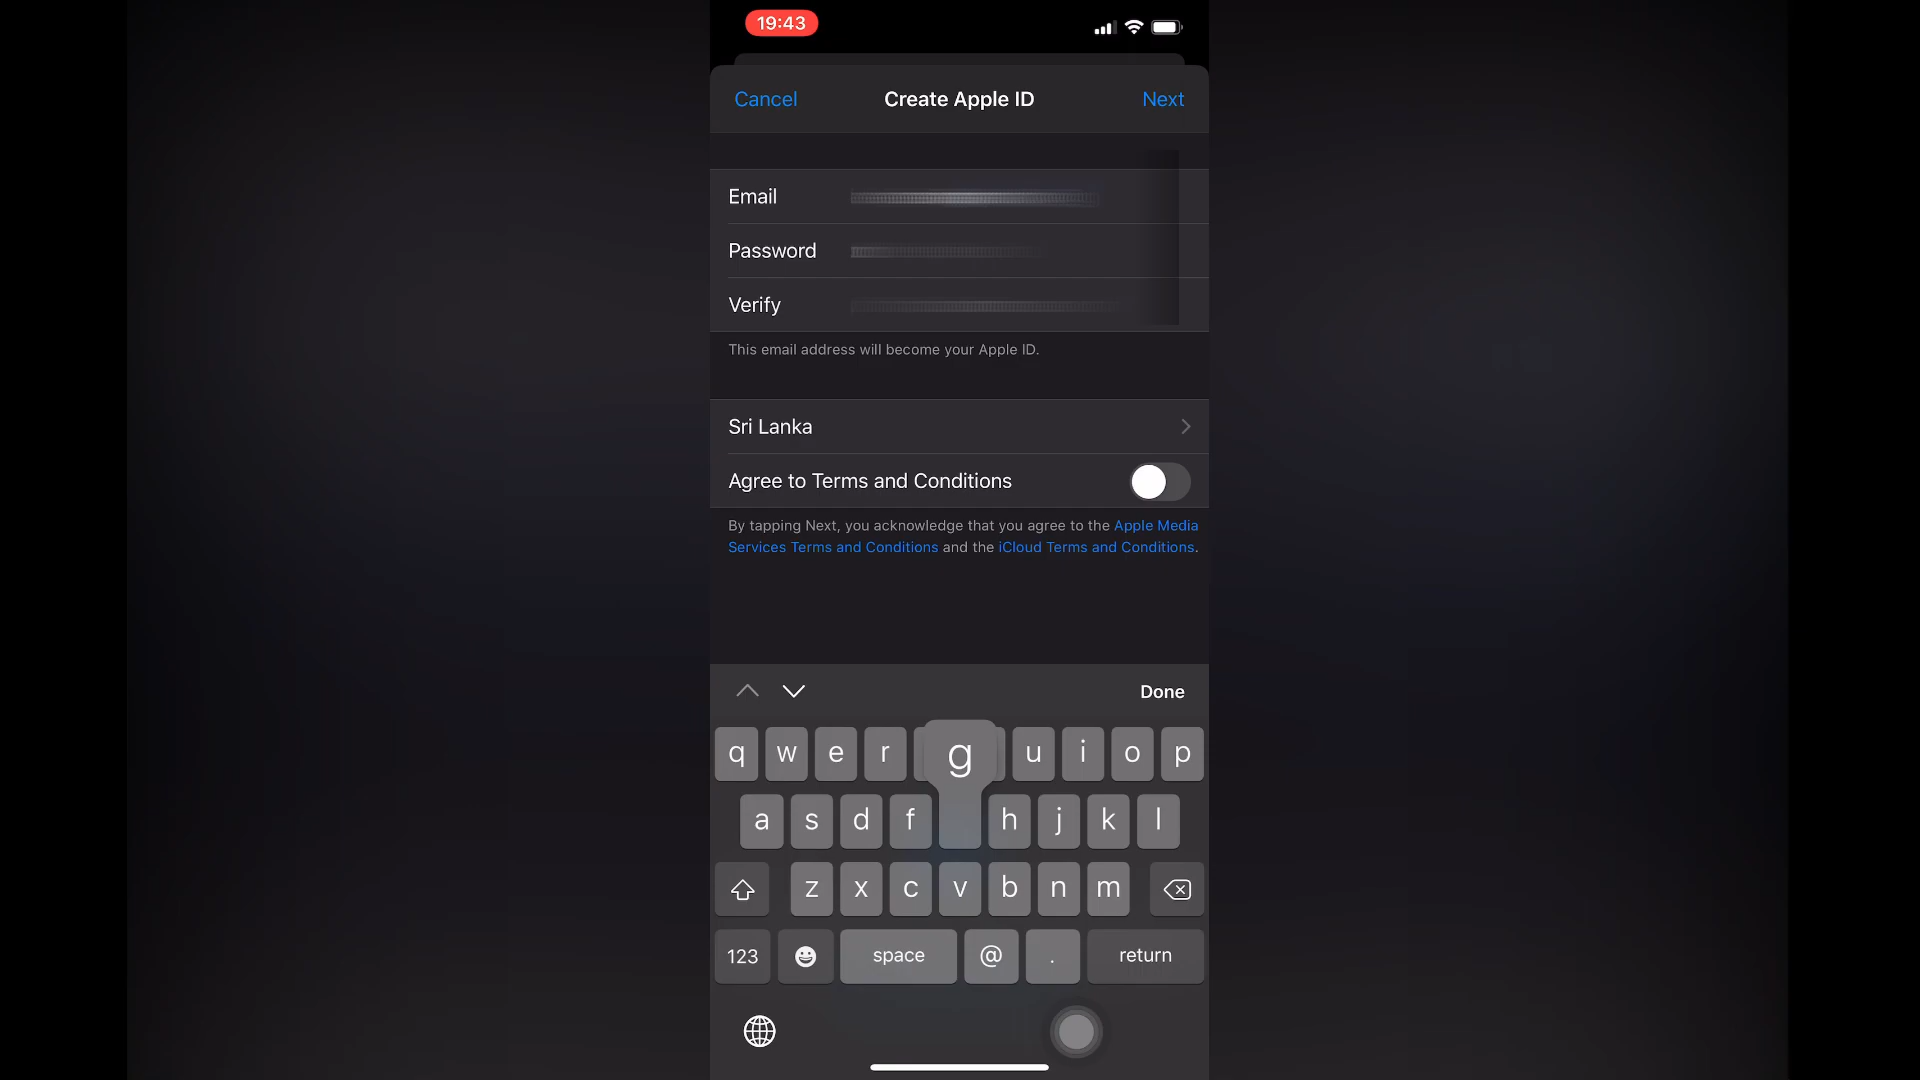 19:43
Cancel Create Apple ID Next
Email
Password
Verify
This email address will become your Apple ID.
Sri Lanka
Agree to Terms and Conditions
By tapping Next, you acknowledge that you agree to the Apple Media
Services Terms and Conditions and the iCloud Terms and Conditions.
Done
q w e r g u i o p
a s d f h j k l
z x c v b n m
123 space @ . return